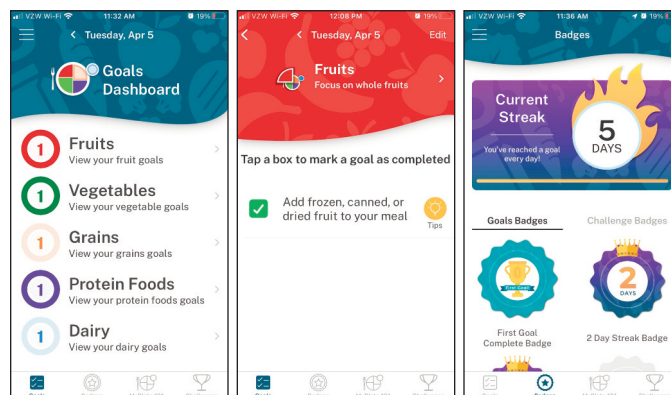 VZW Wi-Fi 11:32 AM 19%
Tuesday, Apr 5
Goals
Dashboard
1 Fruits
View your fruit goals
1 Vegetables
View your vegetable goals
1 Grains
View your grains goals
1 Protein Foods
View your protein foods goals
1 Dairy
View your dairy goals
Goals
VZW Wi-Fi 12:08 PM 19%
Tuesday, Apr 5 Edit
Fruits
Focus on whole fruits
Tap a box to mark a goal as completed
Add frozen, canned, or
dried fruit to your meal
Tips
VZW Wi-Fi 11:36 AM 19%
Badges
Current
Streak
You've reached a goal
every day!
5
DAYS
Goals Badges Challenge Badges
First Goal!
2
DAYS
First Goal
Complete Badge
2 Day Streak Badge